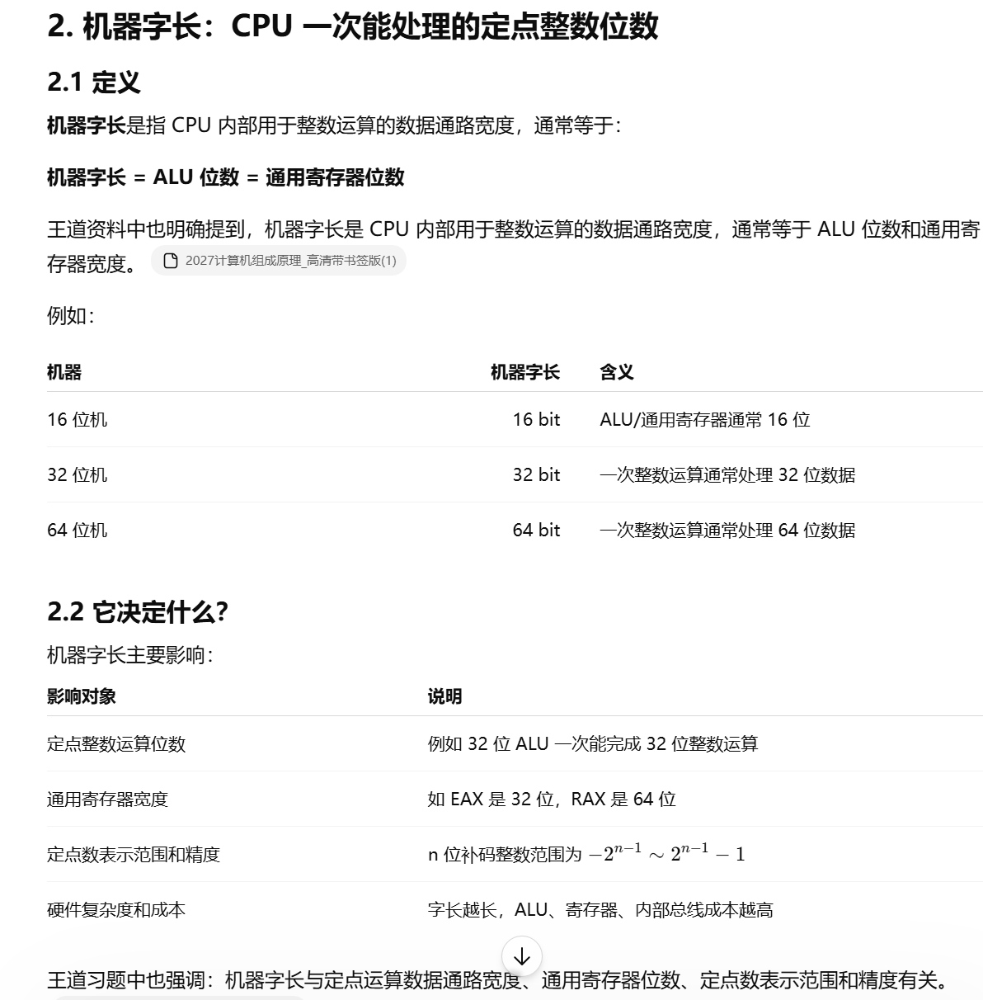 2. 机器字长：CPU 一次能处理的定点整数位数
2.1 定义
机器字长是指 CPU 内部用于整数运算的数据通路宽度，通常等于：
机器字长 = ALU 位数 = 通用寄存器位数
王道资料中也明确提到，机器字长是 CPU 内部用于整数运算的数据通路宽度，通常等于 ALU 位数和通用寄
存器宽度。 2027计算机组成原理_高清带书签版(1)
例如：
机器 机器字长 含义
16 位机 16 bit ALU/通用寄存器通常 16 位
32 位机 32 bit 一次整数运算通常处理 32 位数据
64 位机 64 bit 一次整数运算通常处理 64 位数据
2.2 它决定什么？
机器字长主要影响：
影响对象 说明
定点整数运算位数 例如 32 位 ALU 一次能完成 32 位整数运算
通用寄存器宽度 如 EAX 是 32 位，RAX 是 64 位
定点数表示范围和精度 n 位补码整数范围为 −2^{n−1} ∼ 2^{n−1} − 1
硬件复杂度和成本 字长越长，ALU、寄存器、内部总线成本越高
王道习题中也强调：机器字长与定点运算数据通路宽度、通用寄存器位数、定点数表示范围和精度有关。